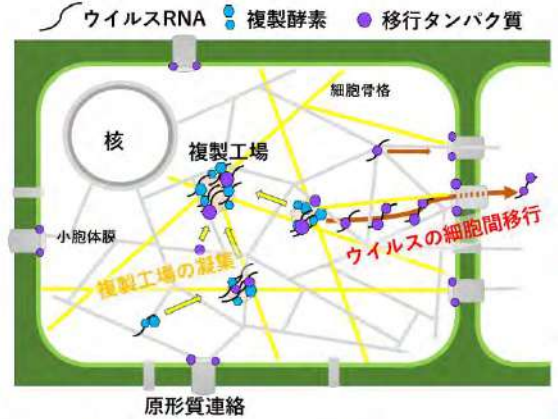 ウイルスRNA 複製酵素 移行タンパク質
細胞骨格
核
複製工場
小胞体膜
ウイルスの細胞間移行
複製工場の凝集
原形質連絡